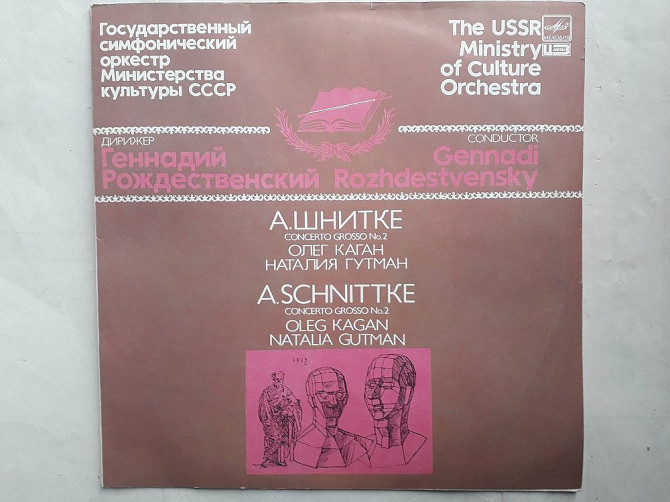 Государственный
симфонический
оркестр
Министерства
культуры СССР
The USSR
Ministry
of Culture
Orchestra
МЕЛОДИЯ
ДИРИЖЕР
Геннадий
Рождественский
CONDUCTOR
Gennadi
Rozhdestvensky
А.ШНИТКЕ
CONCERTO GROSSO No.2
ОЛЕГ КАГАН
НАТАЛИЯ ГУТМАН
A.SCHNITTKE
CONCERTO GROSSO No.2
OLEG KAGAN
NATALIA GUTMAN